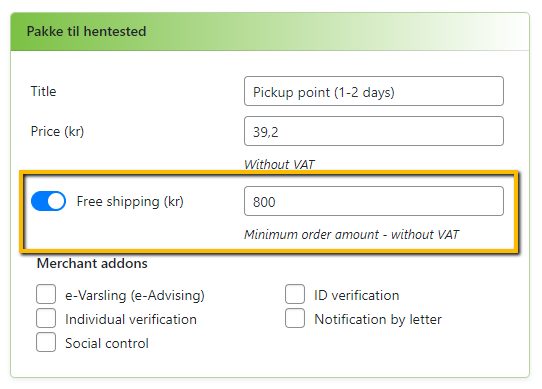 Pakke til hentested
Title
Pickup point (1-2 days)
Price (kr)
39,2
Without VAT
Free shipping (kr)
800
Minimum order amount - without VAT
Merchant addons
e-Varsling (e-Advising)
ID verification
Individual verification
Notification by letter
Social control